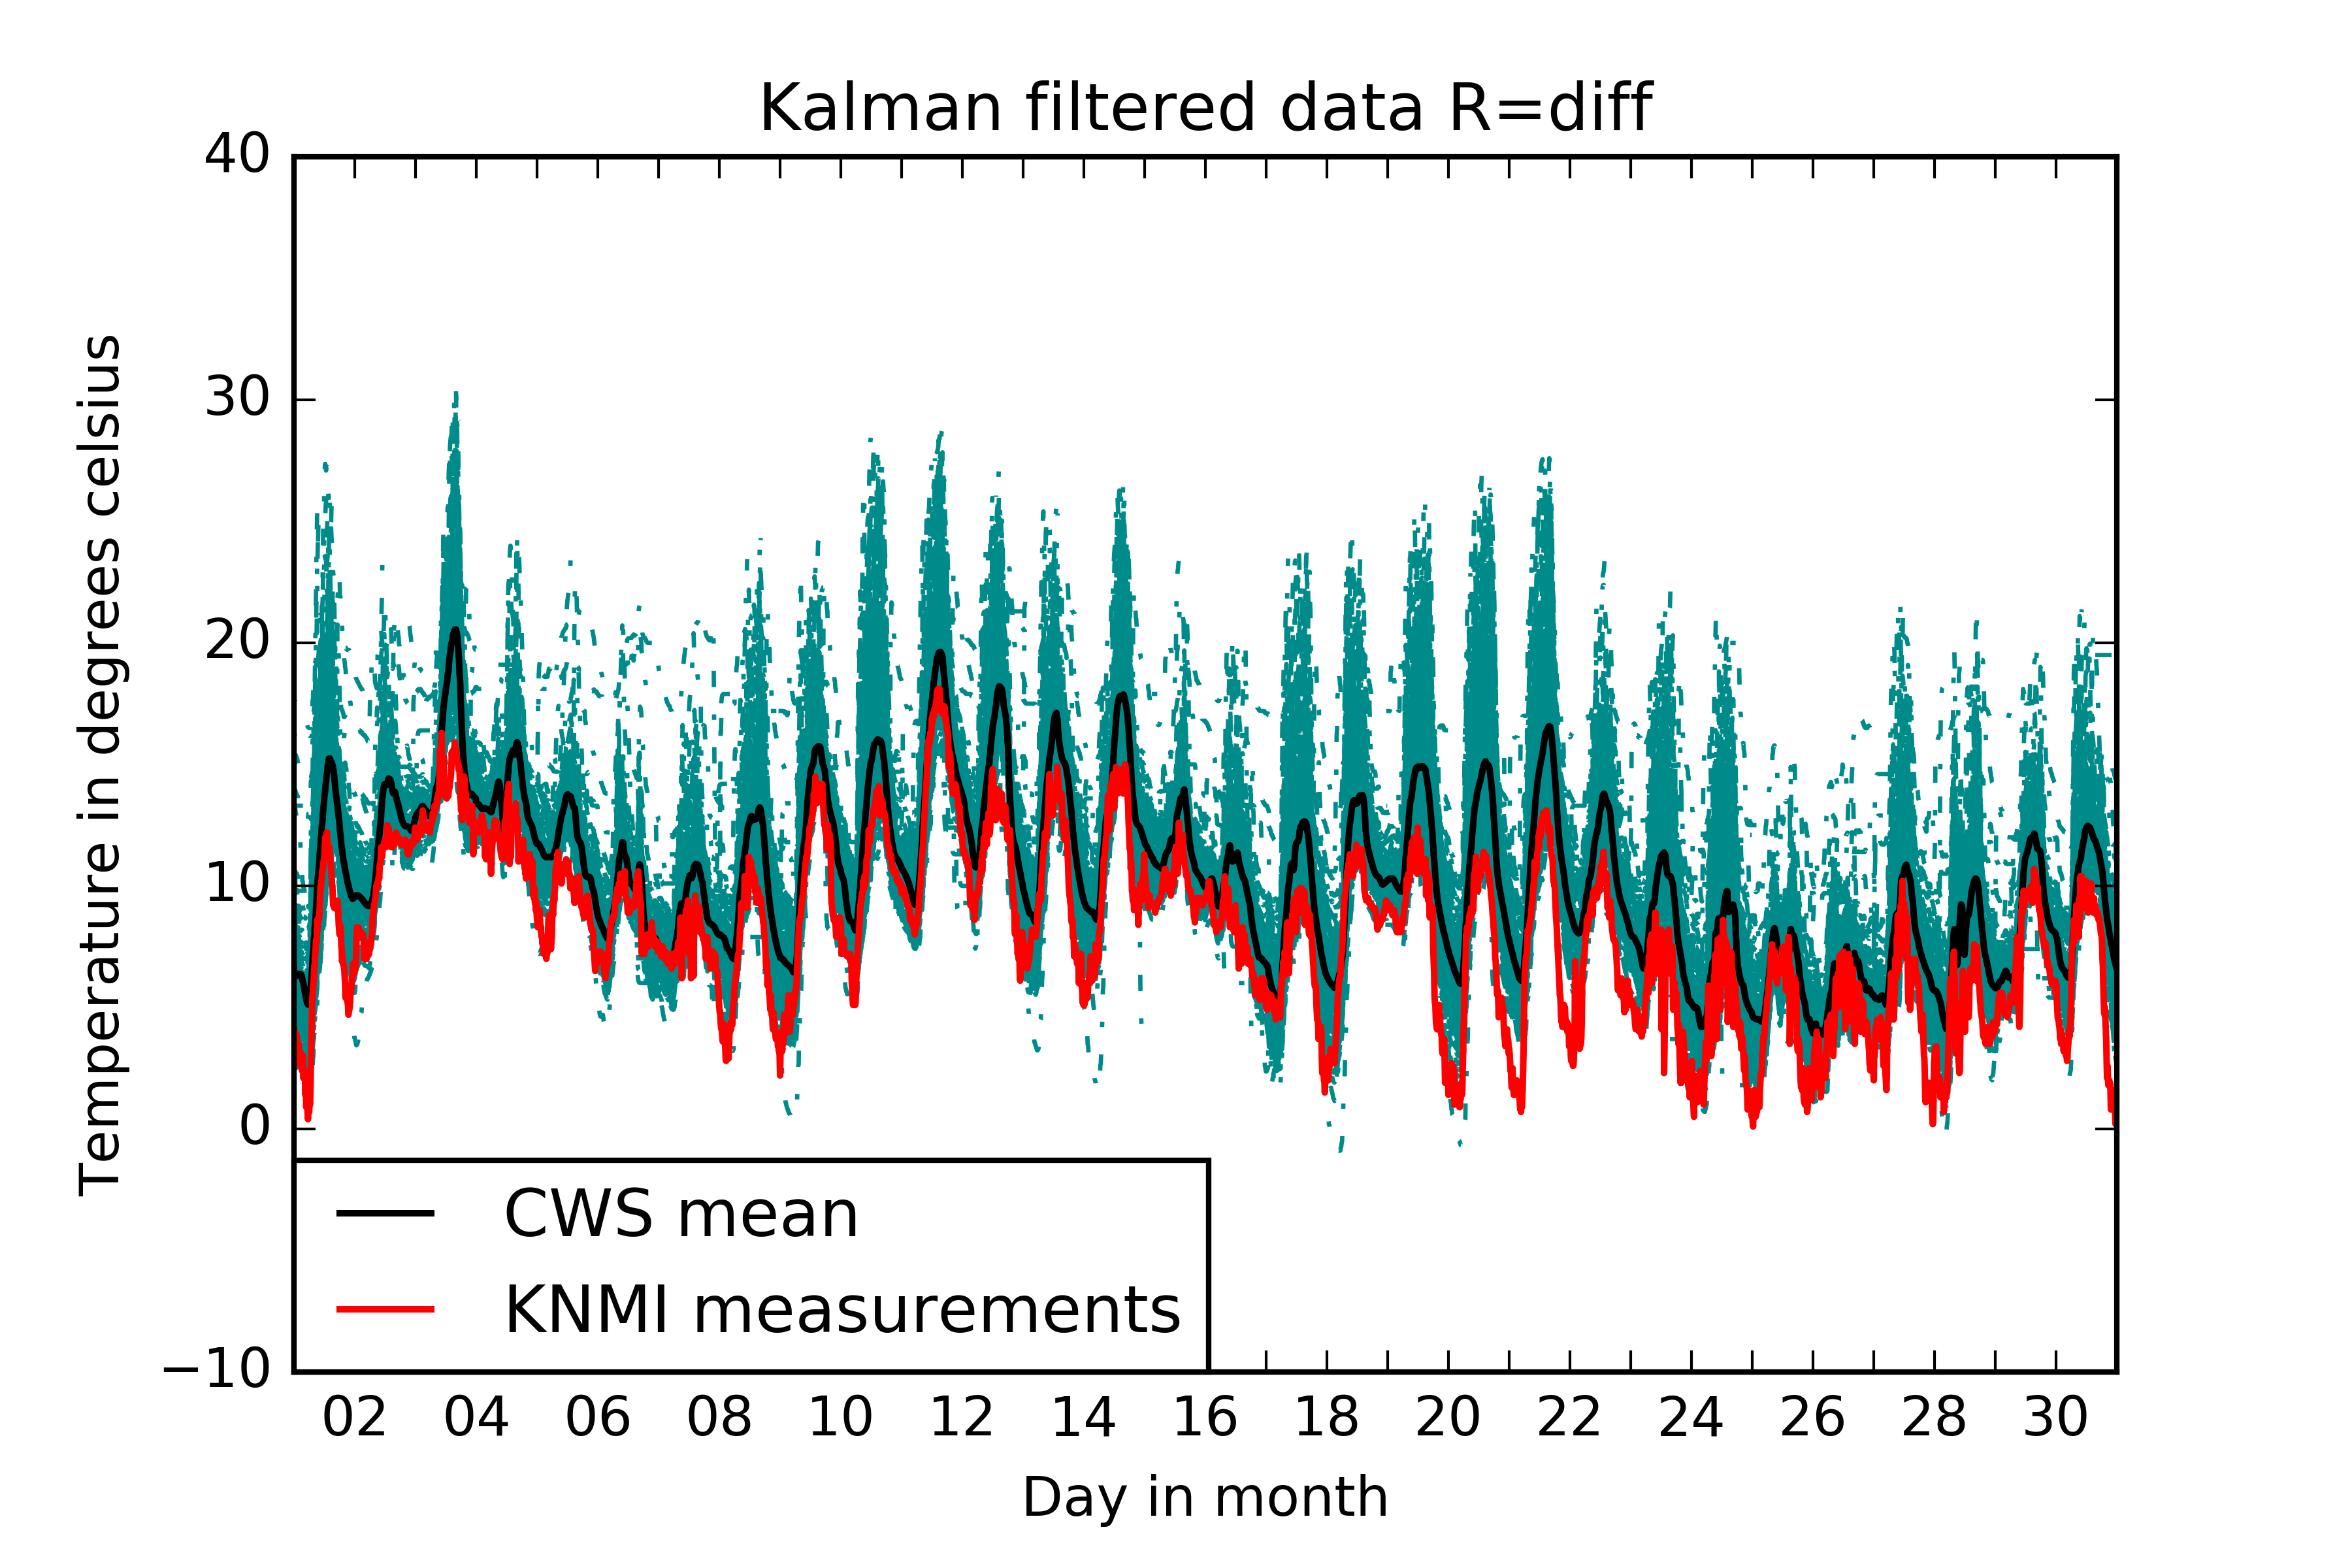 Kalman filtered data R=diff
40
30
20
10
0
−10
Temperature in degrees celsius
CWS mean
KNMI measurements
02 04 06 08 10 12 14 16 18 20 22 24 26 28 30
Day in month